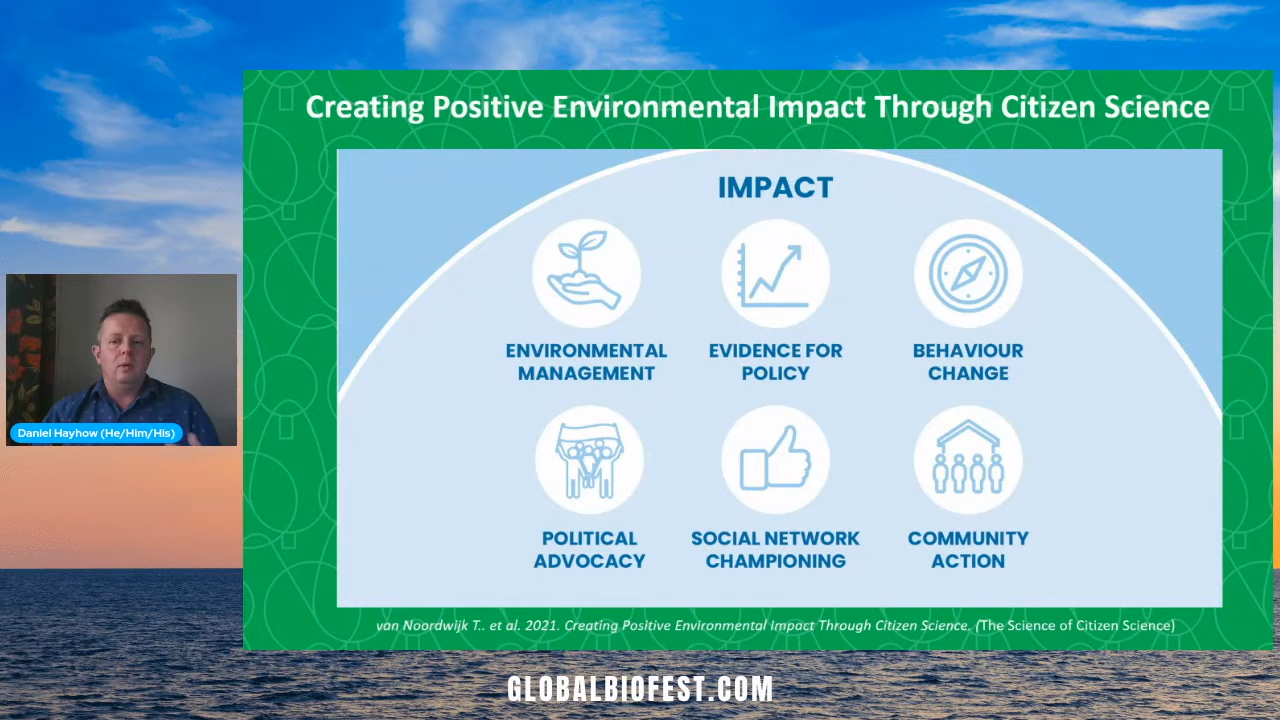 Creating Positive Environmental Impact Through Citizen Science
IMPACT
ENVIRONMENTAL
MANAGEMENT
EVIDENCE FOR
POLICY
BEHAVIOUR
CHANGE
POLITICAL
ADVOCACY
SOCIAL NETWORK
CHAMPIONING
COMMUNITY
ACTION
van Noordwijk T.. et al. 2021. Creating Positive Environmental Impact Through Citizen Science. (The Science of Citizen Science)
Daniel Hayhow (He/Him/His)
GLOBALBIOFEST.COM